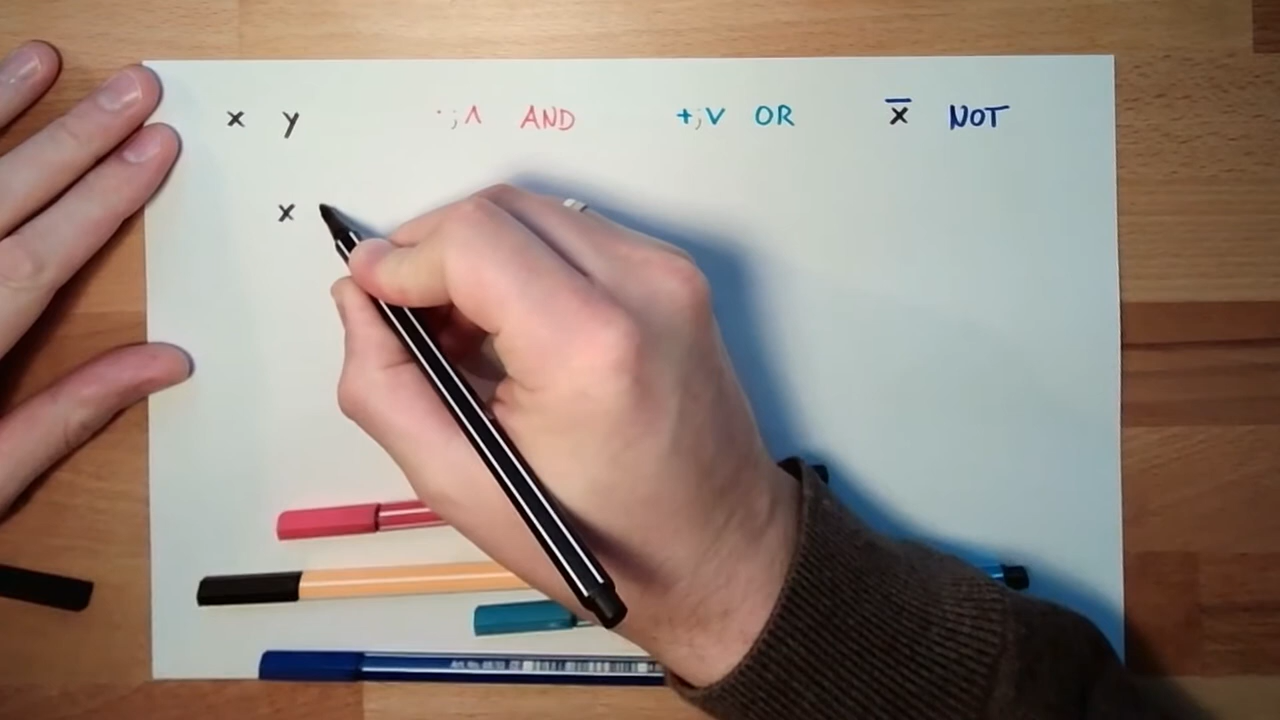 x y ·;∧ AND +;∨ OR x̅ NOT
x